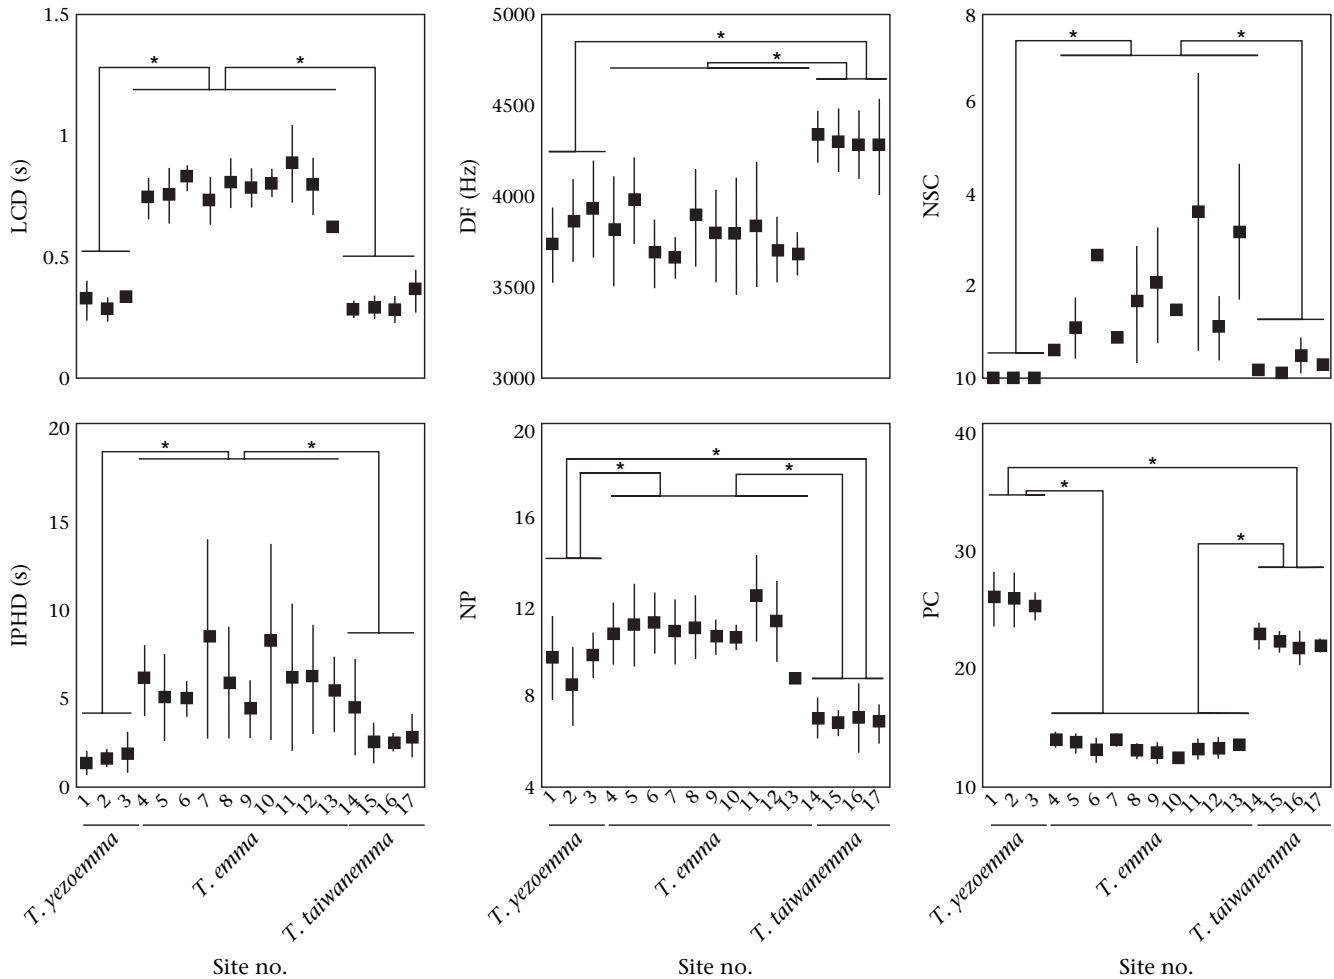 1.5
1
0.5
0
LCD (s)
* *
5000
4500
4000
3500
3000
DF (Hz)
*
*
8
6
4
2
10
NSC
* *
20
15
10
5
0
IPHD (s)
* *
1 2 3 4 5 6 7 8 9 10 11 12 13 14 15 16 17
T. yezoemma T. emma T. taiwanemma
Site no.
20
16
12
8
4
NP
*
* *
1 2 3 4 5 6 7 8 9 10 11 12 13 14 15 16 17
T. yezoemma T. emma T. taiwanemma
Site no.
40
30
20
10
PC
*
*
*
1 2 3 4 5 6 7 8 9 10 11 12 13 14 15 16 17
T. yezoemma T. emma T. taiwanemma
Site no.